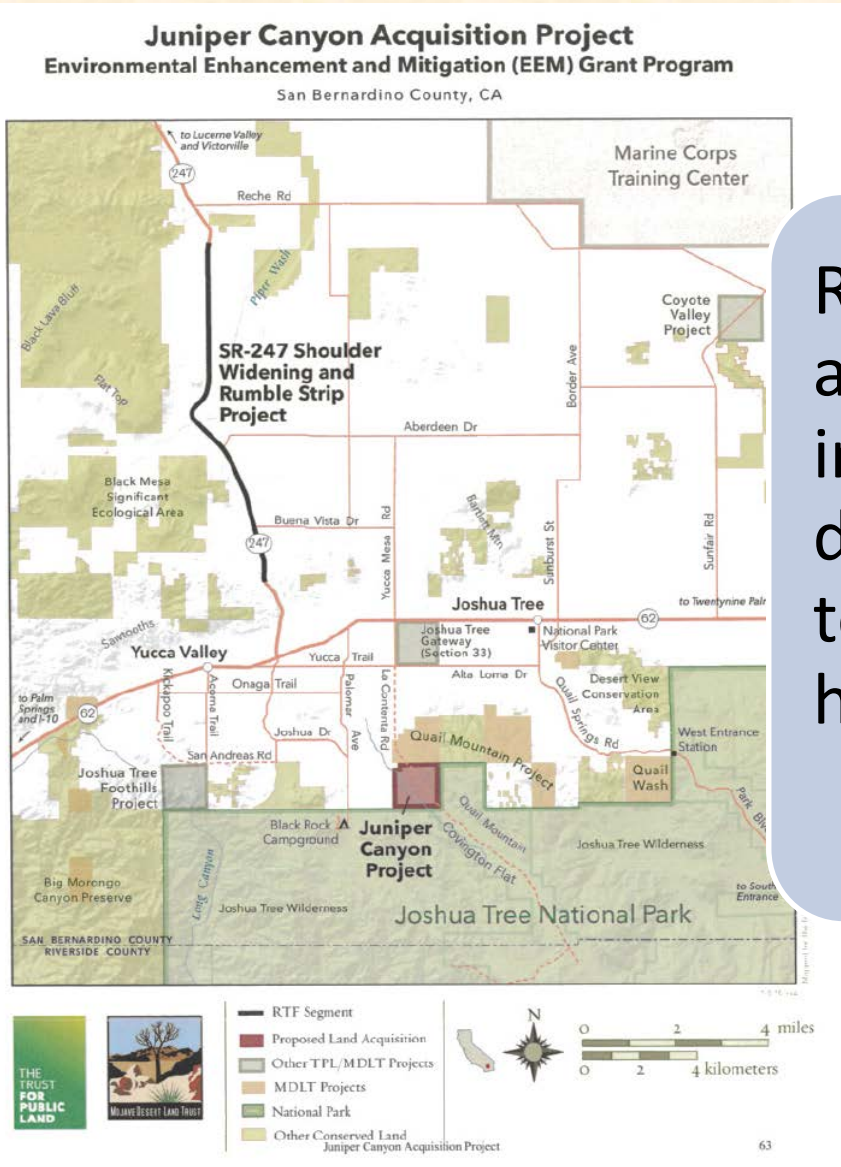 Juniper Canyon Acquisition Project
Environmental Enhancement and Mitigation (EEM) Grant Program
San Bernardino County, CA
to Lucerne Valley
and Victorville
247
Reche Rd
Marine Corps
Training Center
Piper Wash
Black Lava Bluff
Flat Top
Coyote
Valley
Project
SR-247 Shoulder
Widening and
Rumble Strip
Project
Border Ave
Aberdeen Dr
Black Mesa
Significant
Ecological Area
Buena Vista Dr
Yucca Mesa Rd
Bartlett Mtn
Sunburst St
Sunfair Rd
247
Joshua Tree
to Twentynine Palm
62
Sawtooths
Yucca Valley
Joshua Tree
Gateway
(Section 33)
National Park
Visitor Center
Yucca Trail
Alta Loma Dr
Kickapoo Trail
Acoma Trail
Onaga Trail
Palomar Ave
La Contenta Rd
Quail Springs Rd
Desert View
Conservation
Area
to Palm
Springs
and I-10
62
Joshua Dr
San Andreas Rd
Quail Mountain Project
West Entrance
Station
Joshua Tree
Foothills
Project
Quail
Wash
Park Blv
Black Rock
Campground
Juniper
Canyon
Project
Quail Mountain
Covington Flat
Joshua Tree Wilderness
Big Morongo
Canyon Preserve
Long Canyon
Joshua Tree Wilderness
Joshua Tree National Park
to South
Entrance
SAN BERNARDINO COUNTY
RIVERSIDE COUNTY
THE
TRUST
FOR
PUBLIC
LAND
MOJAVE DESERT LAND TRUST
RTF Segment
Proposed Land Acquisition
Other TPL/MDLT Projects
MDLT Projects
National Park
Other Conserved Land
N
0 2 4 miles
0 2 4 kilometers
Juniper Canyon Acquisition Project
63